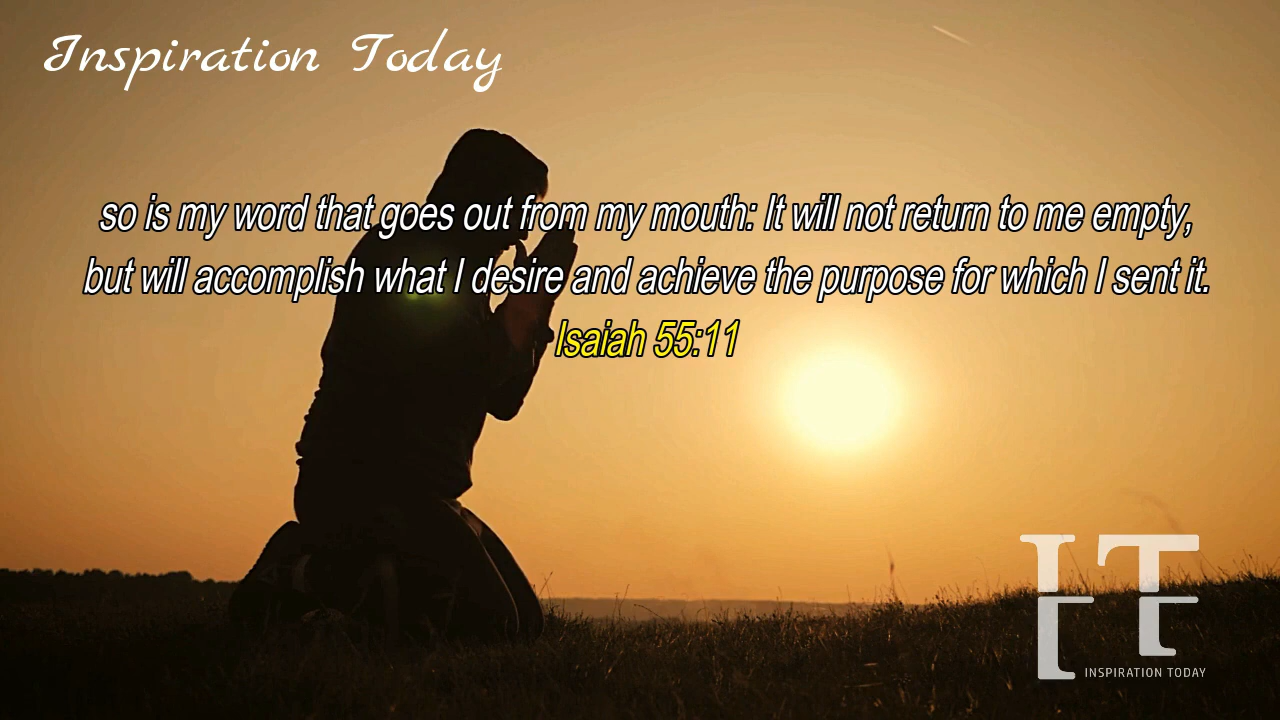 Inspiration Today
so is my word that goes out from my mouth: It will not return to me empty,
but will accomplish what I desire and achieve the purpose for which I sent it.
Isaiah 55:11
IT
INSPIRATION TODAY